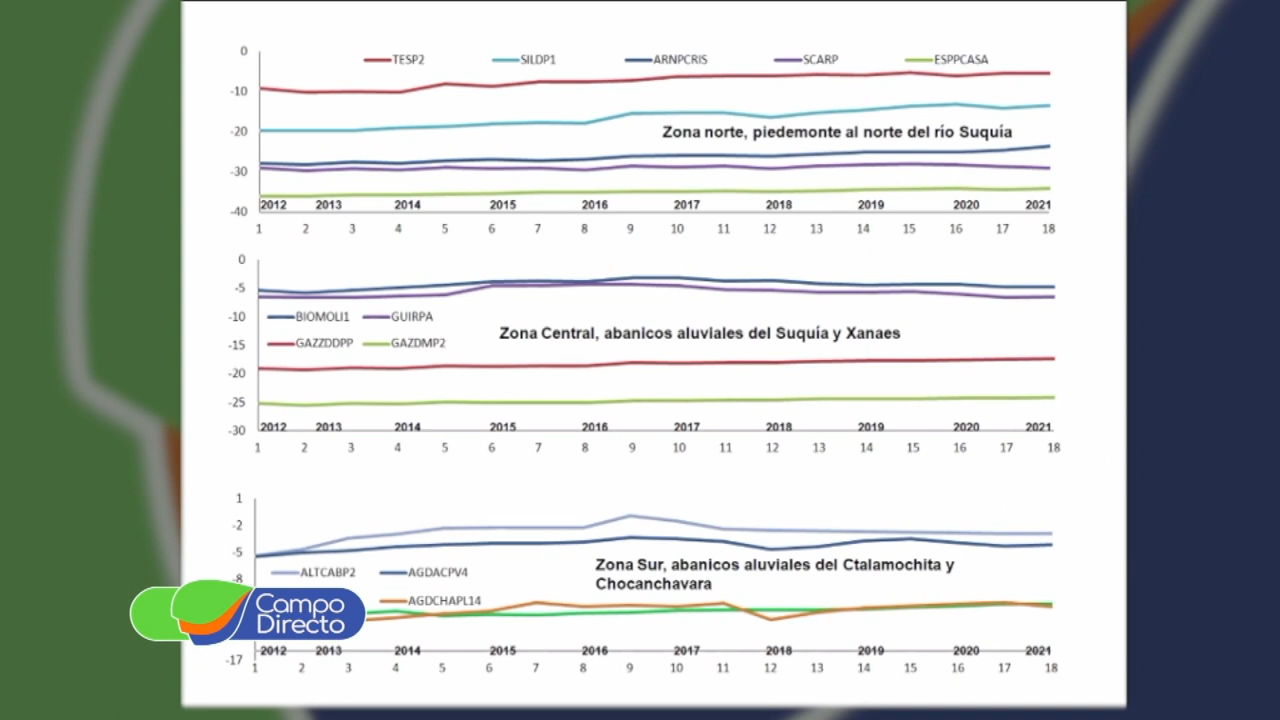 0
TESP2 SILDP1 ARNPCRIS SCARP ESPPCASA
-10
-20
Zona norte, piedemonte al norte del río Suquía
-30
2012 2013 2014 2015 2016 2017 2018 2019 2020 2021
-40
1 2 3 4 5 6 7 8 9 10 11 12 13 14 15 16 17 18
0
-5
-10
BIOMOLI1 GUIRPA
Zona Central, abanicos aluviales del Suquía y Xanaes
-15
GAZZDDPP GAZDMP2
-20
-25
2012 2013 2014 2015 2016 2017 2018 2019 2020 2021
-30
1 2 3 4 5 6 7 8 9 10 11 12 13 14 15 16 17 18
1
-2
-5
Zona Sur, abanicos aluviales del Ctalamochita y
Chocanchavara
ALTCABP2 AGDACPV4
-8
AGDCHAPL14
Campo
Directo
2012 2013 2014 2015 2016 2017 2018 2019 2020 2021
-17
1 2 3 4 5 6 7 8 9 10 11 12 13 14 15 16 17 18